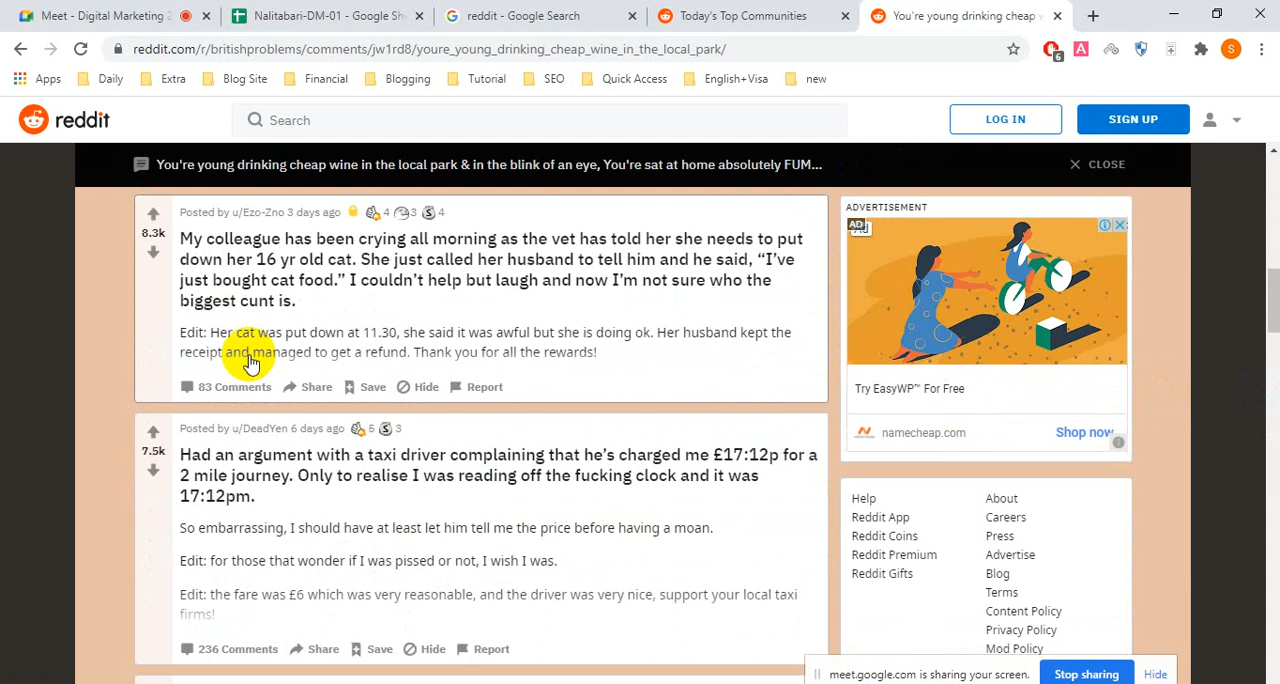 Meet - Digital Marketing 2
Nalitabari-DM-01 - Google She
reddit - Google Search
Today's Top Communities
You're young drinking cheap w
reddit.com/r/britishproblems/comments/jw1rd8/youre_young_drinking_cheap_wine_in_the_local_park/
6
A
S
Apps
Daily
Extra
Blog Site
Financial
Blogging
Tutorial
SEO
Quick Access
English+Visa
new
reddit
Search
LOG IN
SIGN UP
You're young drinking cheap wine in the local park & in the blink of an eye, You're sat at home absolutely FUM...
CLOSE
Posted by u/Ezo-Zno 3 days ago 4 3 4
8.3k
My colleague has been crying all morning as the vet has told her she needs to put
down her 16 yr old cat. She just called her husband to tell him and he said, “I’ve
just bought cat food.” I couldn’t help but laugh and now I’m not sure who the
biggest cunt is.
Edit: Her cat was put down at 11.30, she said it was awful but she is doing ok. Her husband kept the
receipt and managed to get a refund. Thank you for all the rewards!
83 Comments Share Save Hide Report
Posted by u/DeadYen 6 days ago 5 3
7.5k
Had an argument with a taxi driver complaining that he’s charged me £17:12p for a
2 mile journey. Only to realise I was reading off the fucking clock and it was
17:12pm.
So embarrassing, I should have at least let him tell me the price before having a moan.
Edit: for those that wonder if I was pissed or not, I wish I was.
Edit: the fare was £6 which was very reasonable, and the driver was very nice, support your local taxi
firms!
236 Comments Share Save Hide Report
ADVERTISEMENT
AD
Ad
Try EasyWP™ For Free
namecheap.com
Shop now
Help
Reddit App
Reddit Coins
Reddit Premium
Reddit Gifts
About
Careers
Press
Advertise
Blog
Terms
Content Policy
Privacy Policy
Mod Policy
meet.google.com is sharing your screen.
Stop sharing
Hide